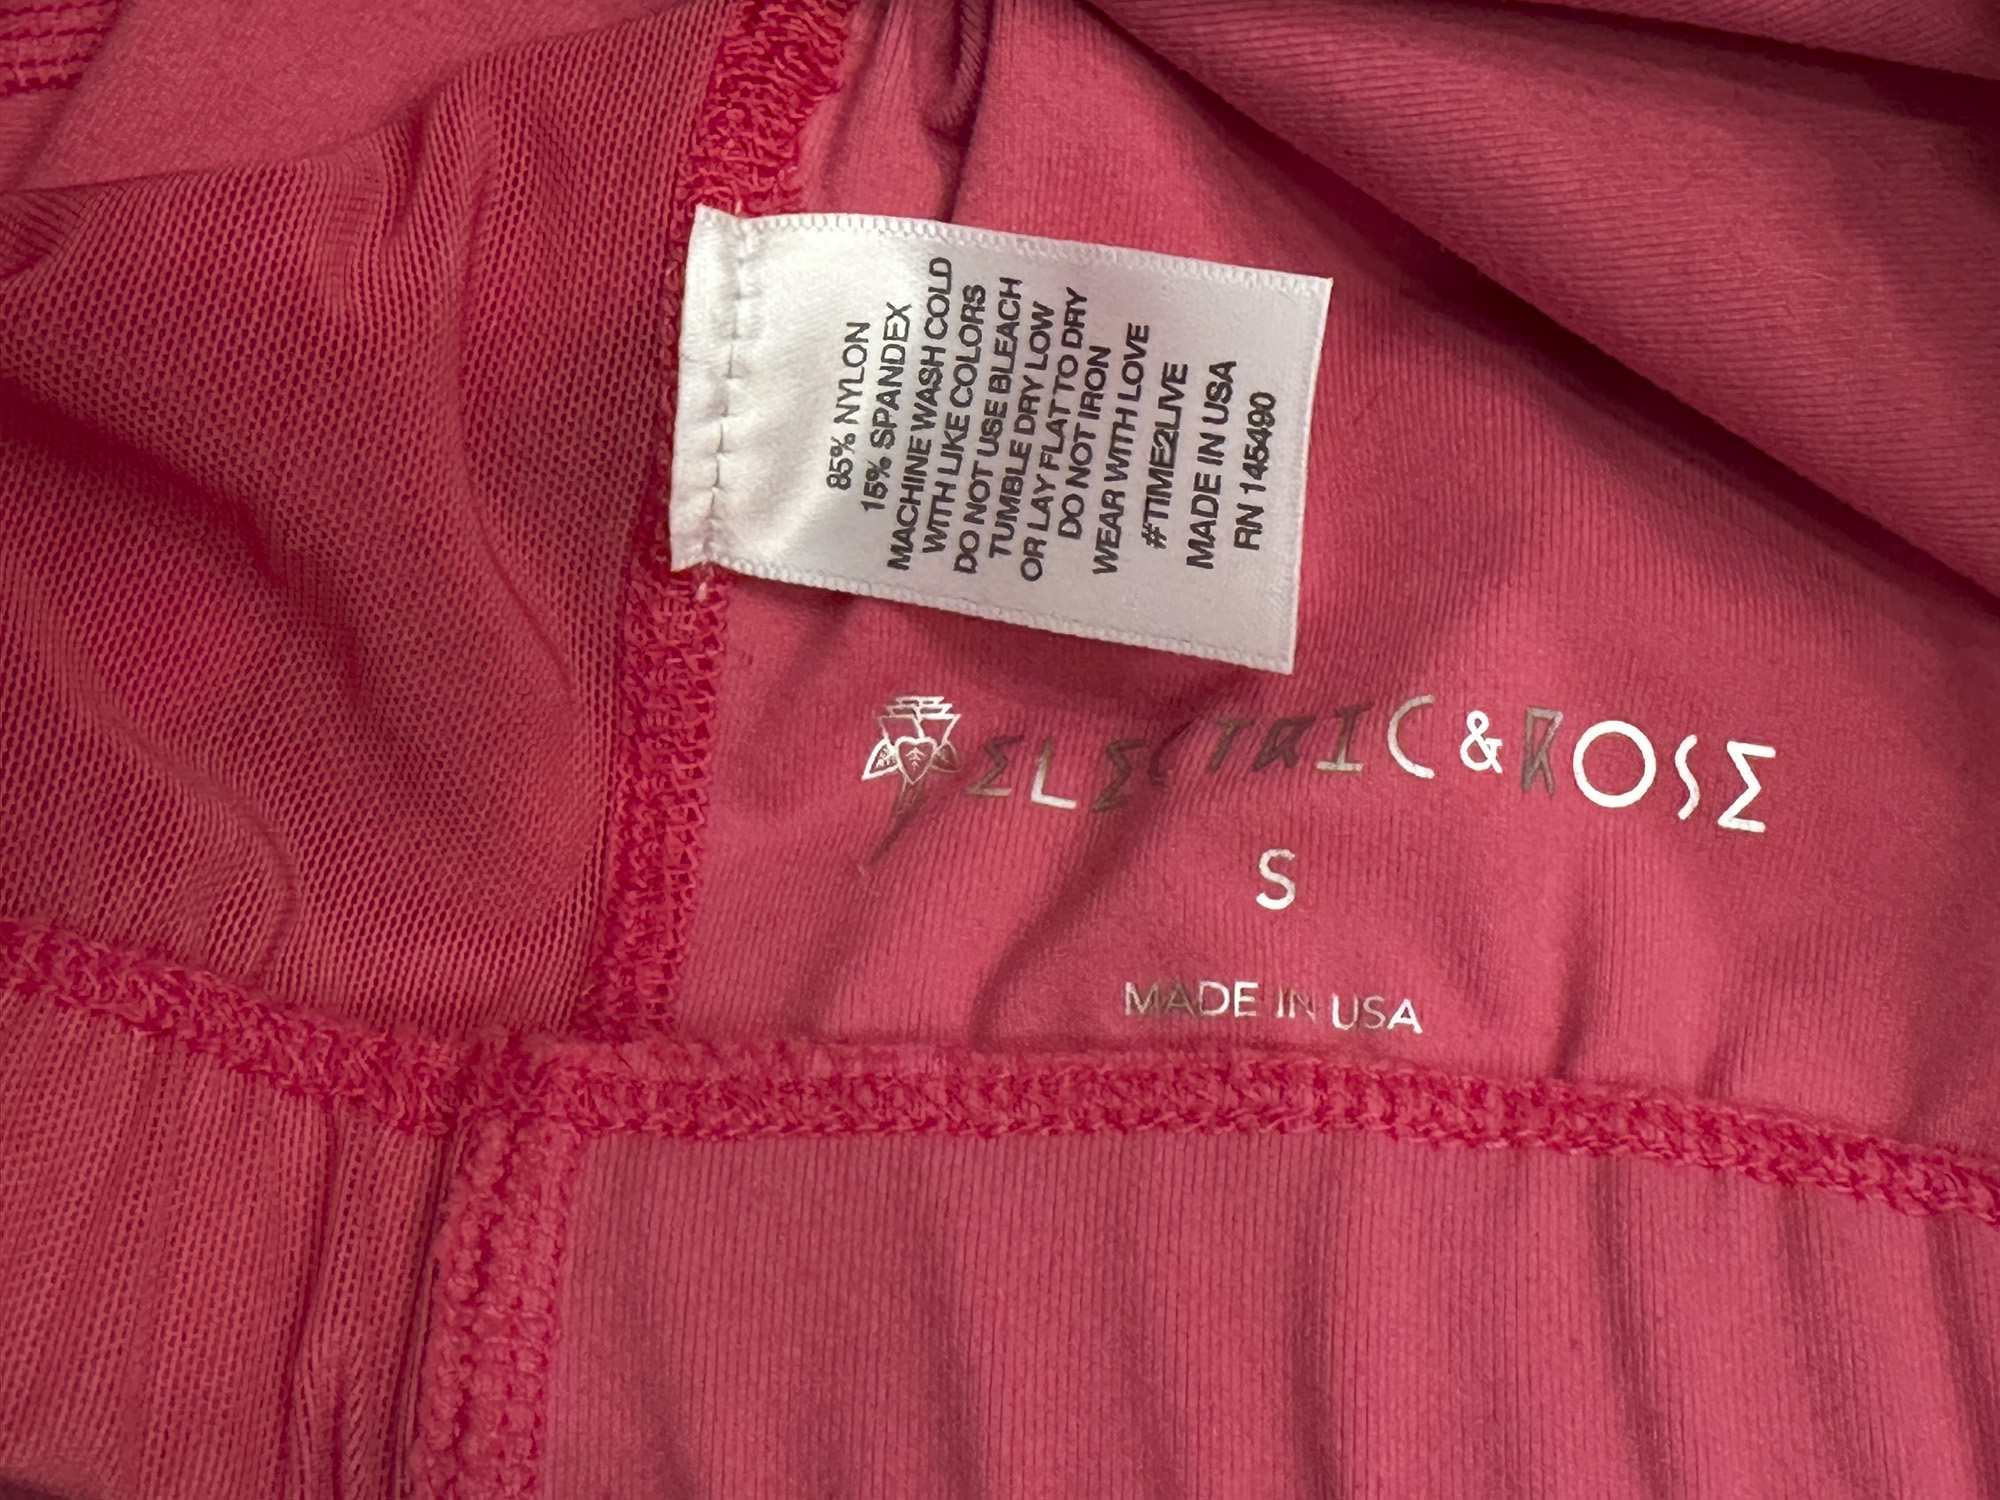 85% NYLON
15% SPANDEX
MACHINE WASH COLD
WITH LIKE COLORS
DO NOT USE BLEACH
TUMBLE DRY LOW
OR LAY FLAT TO DRY
DO NOT IRON
WEAR WITH LOVE
#TIME2LIVE
MADE IN USA
RN 145490
ELECTRIC&ROSE
S
MADE IN USA